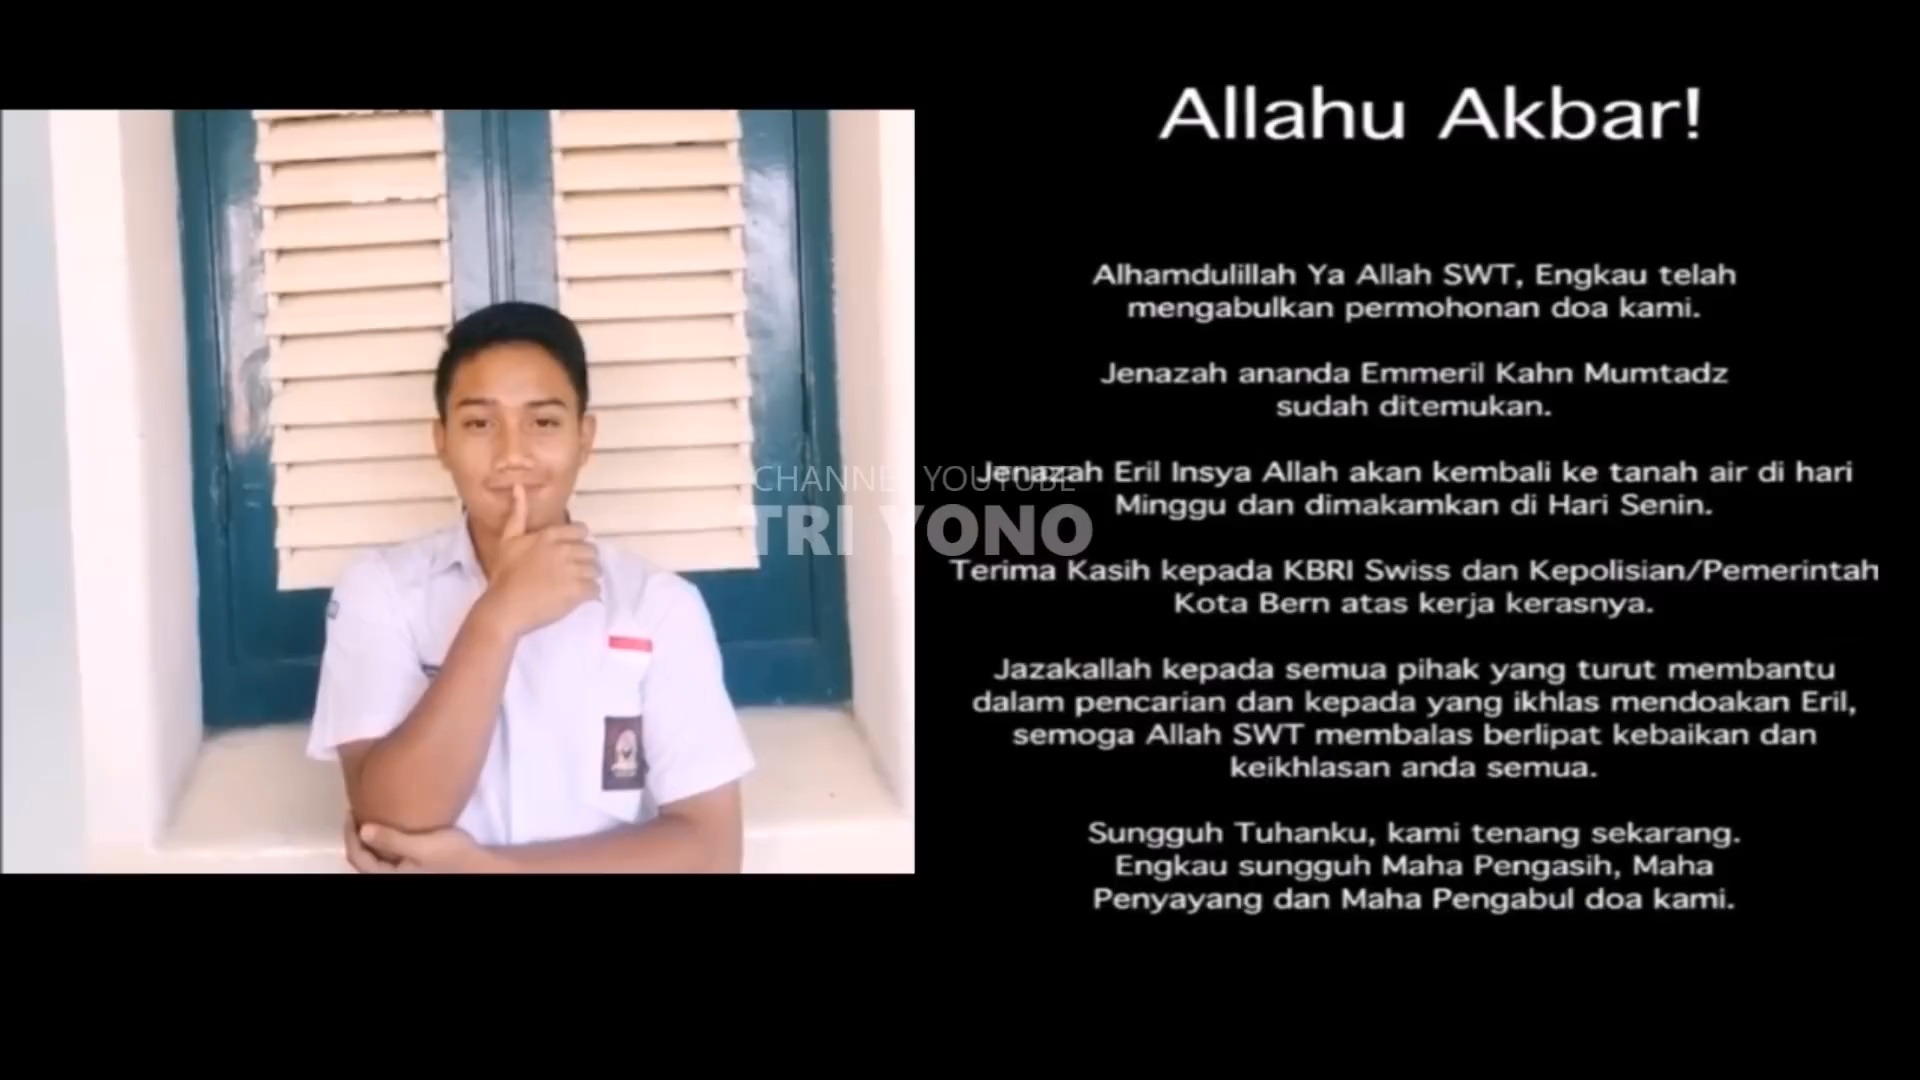 Allahu Akbar!
Alhamdulillah Ya Allah SWT, Engkau telah
mengabulkan permohonan doa kami.
Jenazah ananda Emmeril Kahn Mumtadz
sudah ditemukan.
Jenazah Eril Insya Allah akan kembali ke tanah air di hari
Minggu dan dimakamkan di Hari Senin.
CHANNEL YOUTUBE
TRI YONO
Terima Kasih kepada KBRI Swiss dan Kepolisian/Pemerintah
Kota Bern atas kerja kerasnya.
Jazakallah kepada semua pihak yang turut membantu
dalam pencarian dan kepada yang ikhlas mendoakan Eril,
semoga Allah SWT membalas berlipat kebaikan dan
keikhlasan anda semua.
Sungguh Tuhanku, kami tenang sekarang.
Engkau sungguh Maha Pengasih, Maha
Penyayang dan Maha Pengabul doa kami.